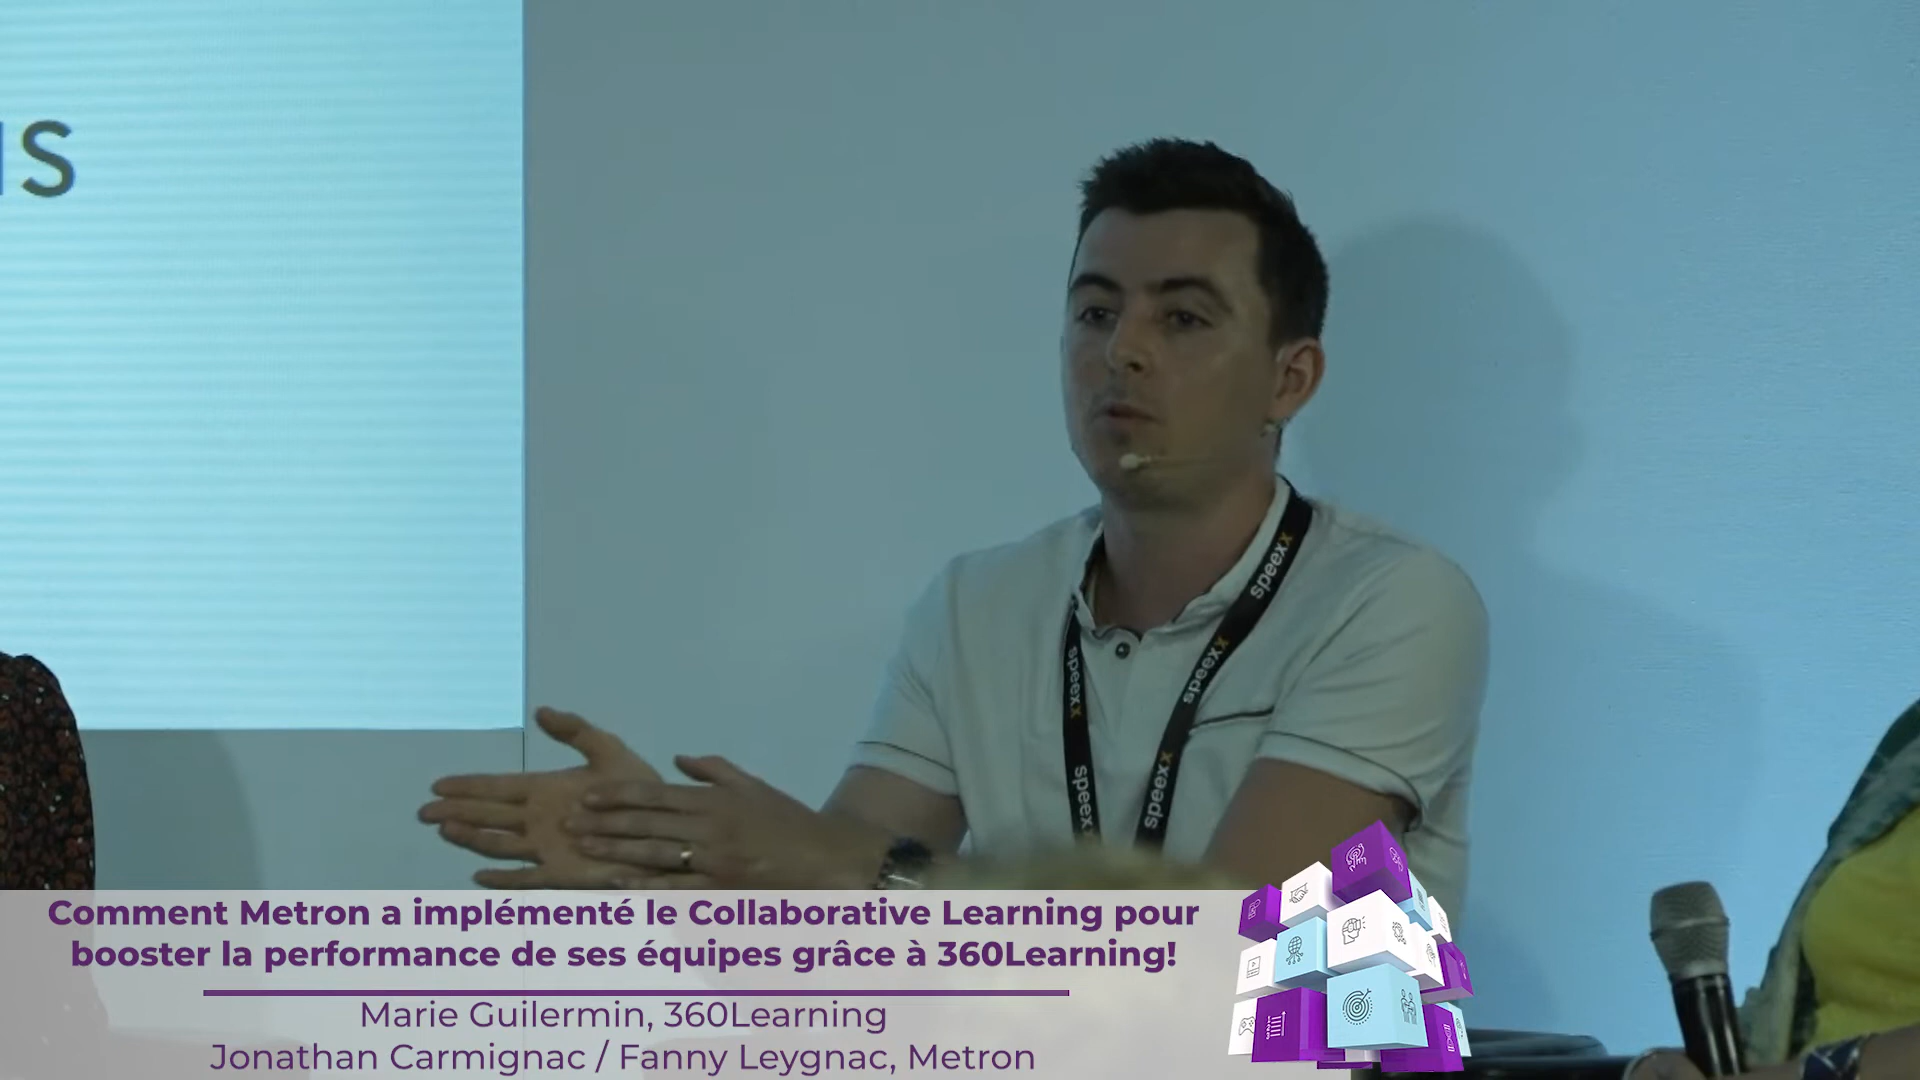 us
speexx
speexx
speexx
speexx
speexx
Comment Metron a implémenté le Collaborative Learning pour
booster la performance de ses équipes grâce à 360Learning!
Marie Guilermin, 360Learning
Jonathan Carmignac / Fanny Leygnac, Metron